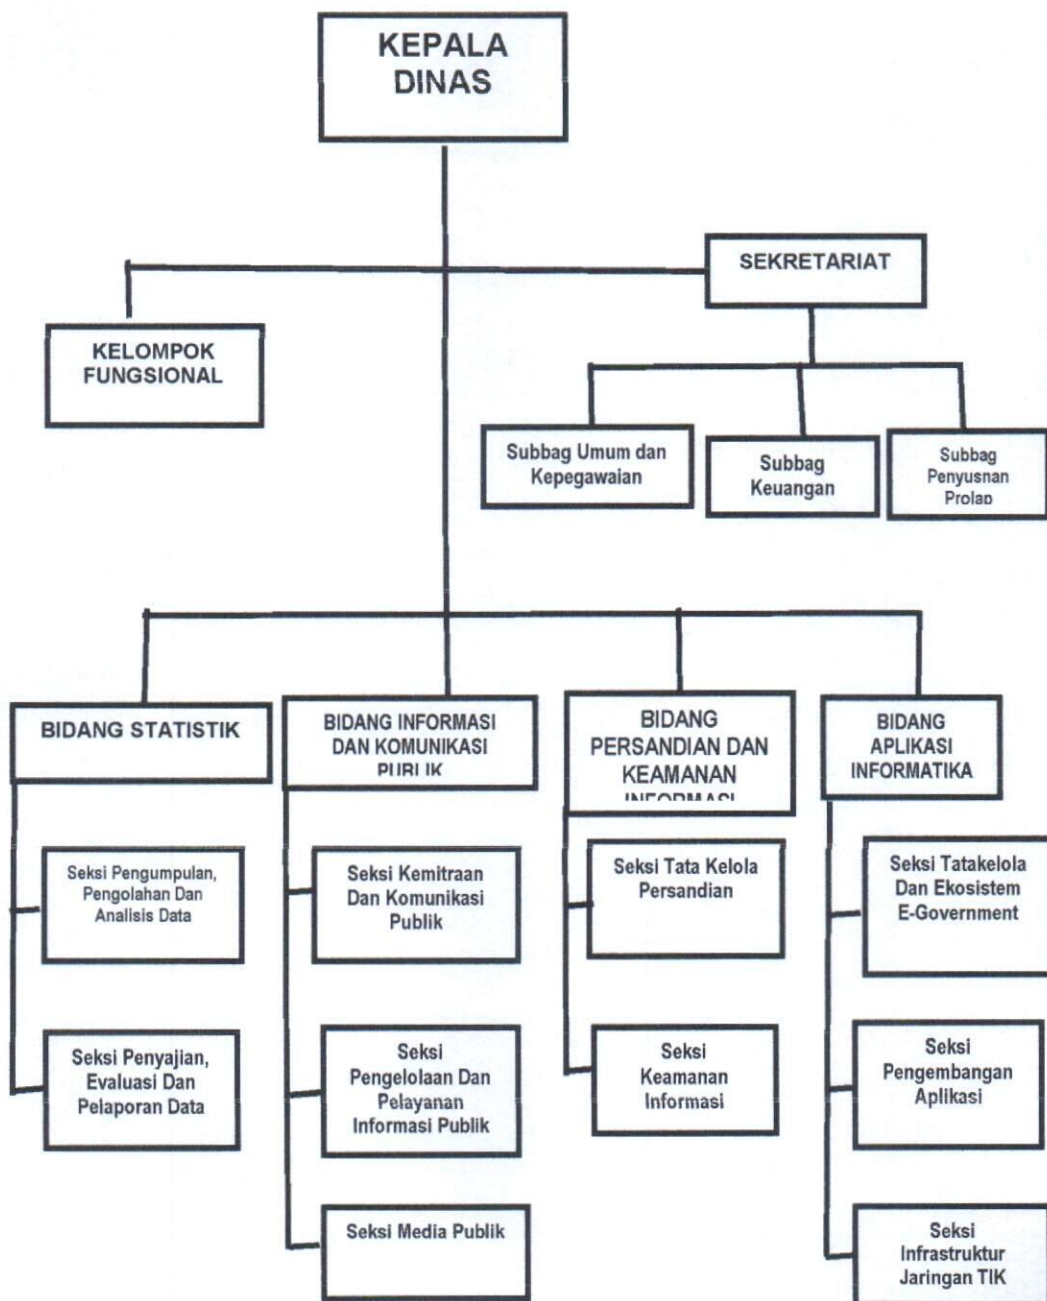 KEPALA
DINAS
SEKRETARIAT
KELOMPOK
FUNGSIONAL
Subbag Umum dan
Kepegawaian
Subbag
Keuangan
Subbag
Penyusnan
Prolap
BIDANG STATISTIK
BIDANG INFORMASI
DAN KOMUNIKASI
PUBLIK
BIDANG
PERSANDIAN DAN
KEAMANAN
INFORMASI
BIDANG
APLIKASI
INFORMATIKA
Seksi Pengumpulan,
Pengolahan Dan
Analisis Data
Seksi Kemitraan
Dan Komunikasi
Publik
Seksi Tata Kelola
Persandian
Seksi Tatakelola
Dan Ekosistem
E-Government
Seksi Penyajian,
Evaluasi Dan
Pelaporan Data
Seksi
Pengelolaan Dan
Pelayanan
Informasi Publik
Seksi
Keamanan
Informasi
Seksi
Pengembangan
Aplikasi
Seksi Media Publik
Seksi
Infrastruktur
Jaringan TIK